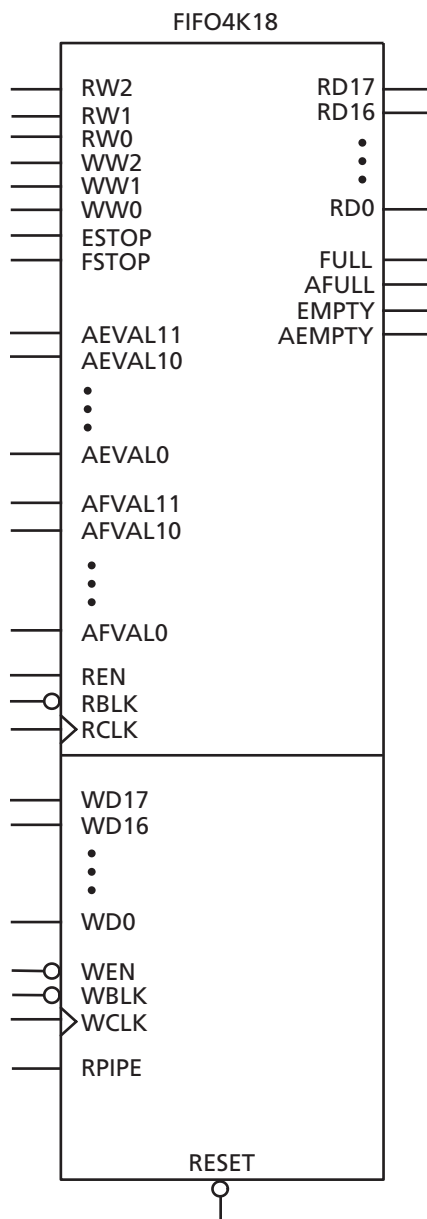 FIFO4K18
RW2
RW1
RW0
WW2
WW1
WW0
ESTOP
FSTOP
AEVAL11
AEVAL10
AEVAL0
AFVAL11
AFVAL10
AFVAL0
REN
RBLK
RCLK
RD17
RD16
RD0
FULL
AFULL
EMPTY
AEMPTY
WD17
WD16
WD0
WEN
WBLK
WCLK
RPIPE
RESET